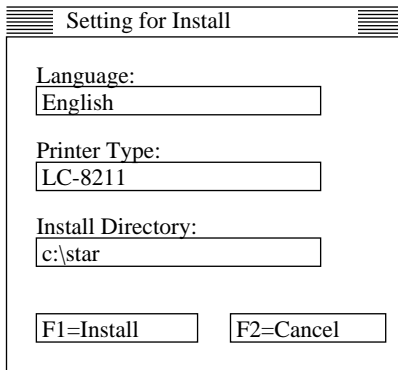 Setting for Install
Language:
English
Printer Type:
LC-8211
Install Directory:
c:\star
F1=Install F2=Cancel